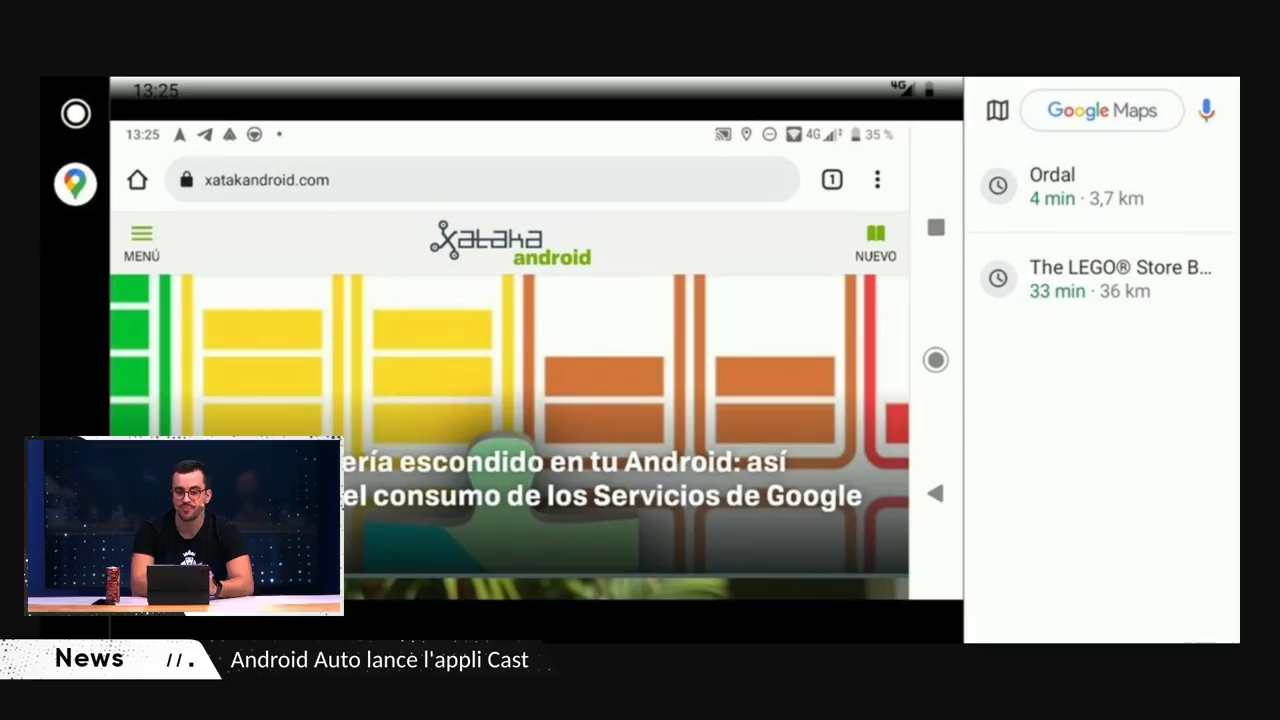 13:25
4G
13:25
4G
35 %
xatakandroid.com
1
MENÚ
xataka
android
NUEVO
ería escondido en tu Android: así
el consumo de los Servicios de Google
Google Maps
Ordal
4 min · 3,7 km
The LEGO® Store B...
33 min · 36 km
News //.
Android Auto lance l'appli Cast